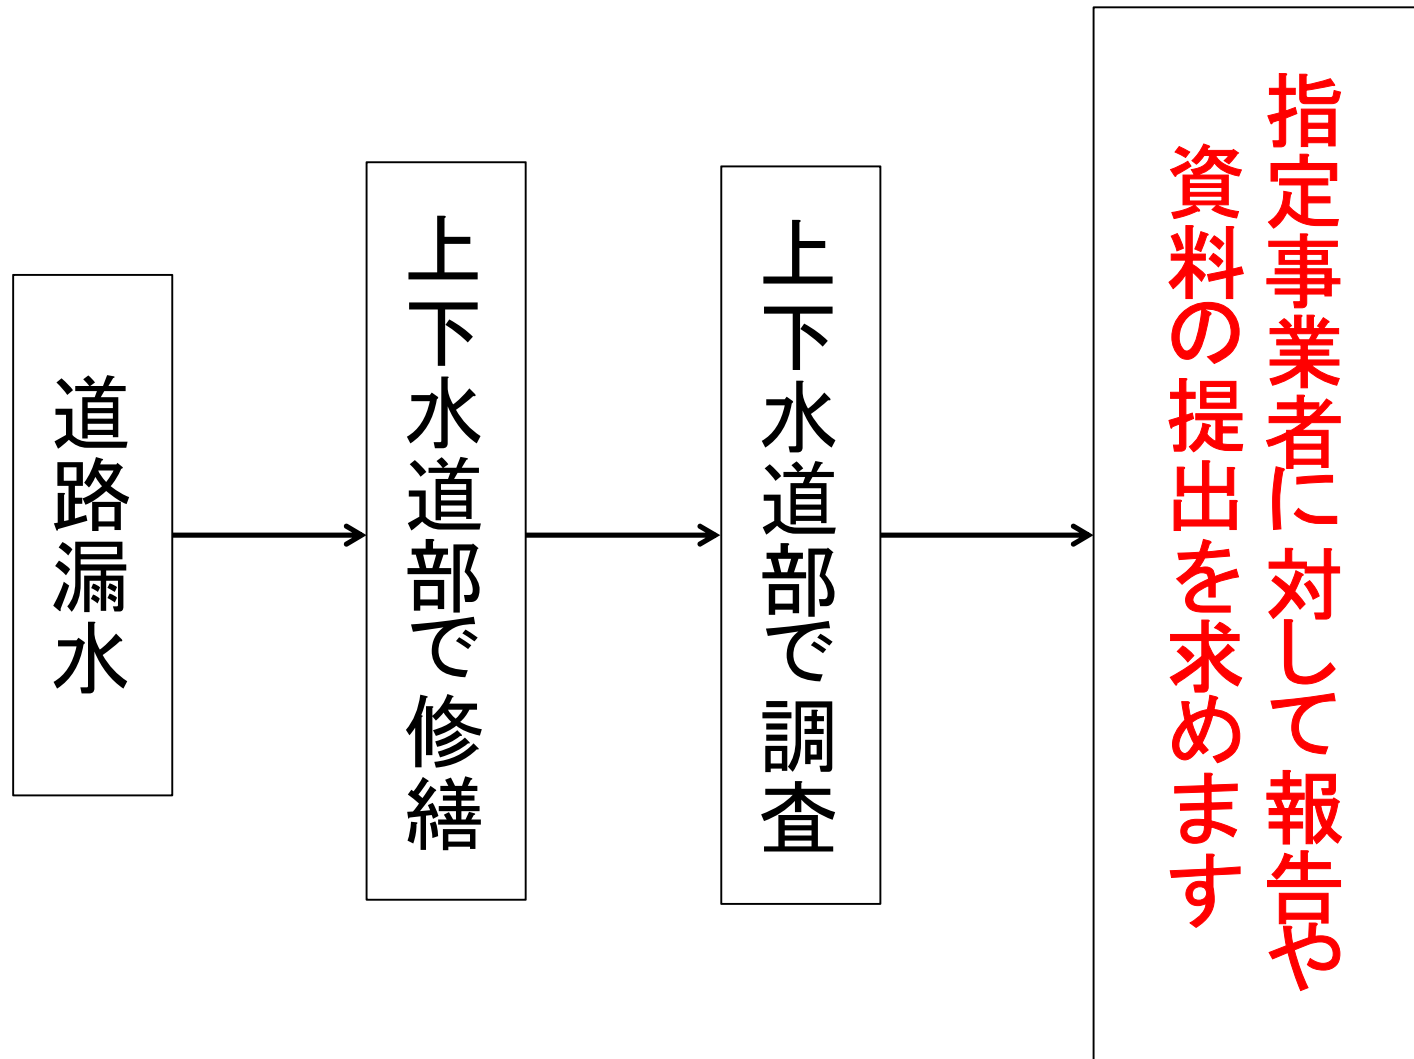 道路漏水
上下水道部で修繕
上下水道部で調査
指定事業者に対して報告や
資料の提出を求めます